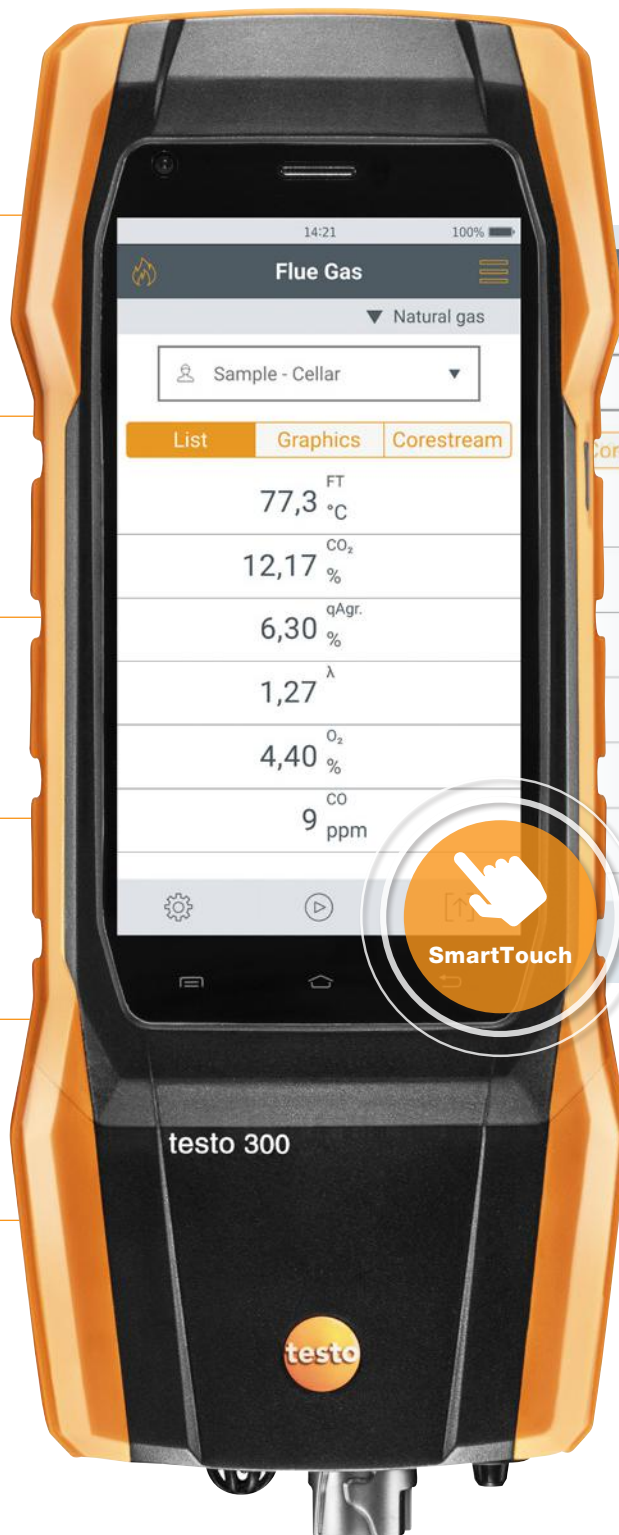 14:21 100%
Flue Gas
Natural gas
Sample - Cellar
List Graphics Corestream
FT
77,3 °C
CO₂
12,17 %
qAgr.
6,30 %
λ
1,27
O₂
4,40 %
CO
9 ppm
SmartTouch
testo 300
testo